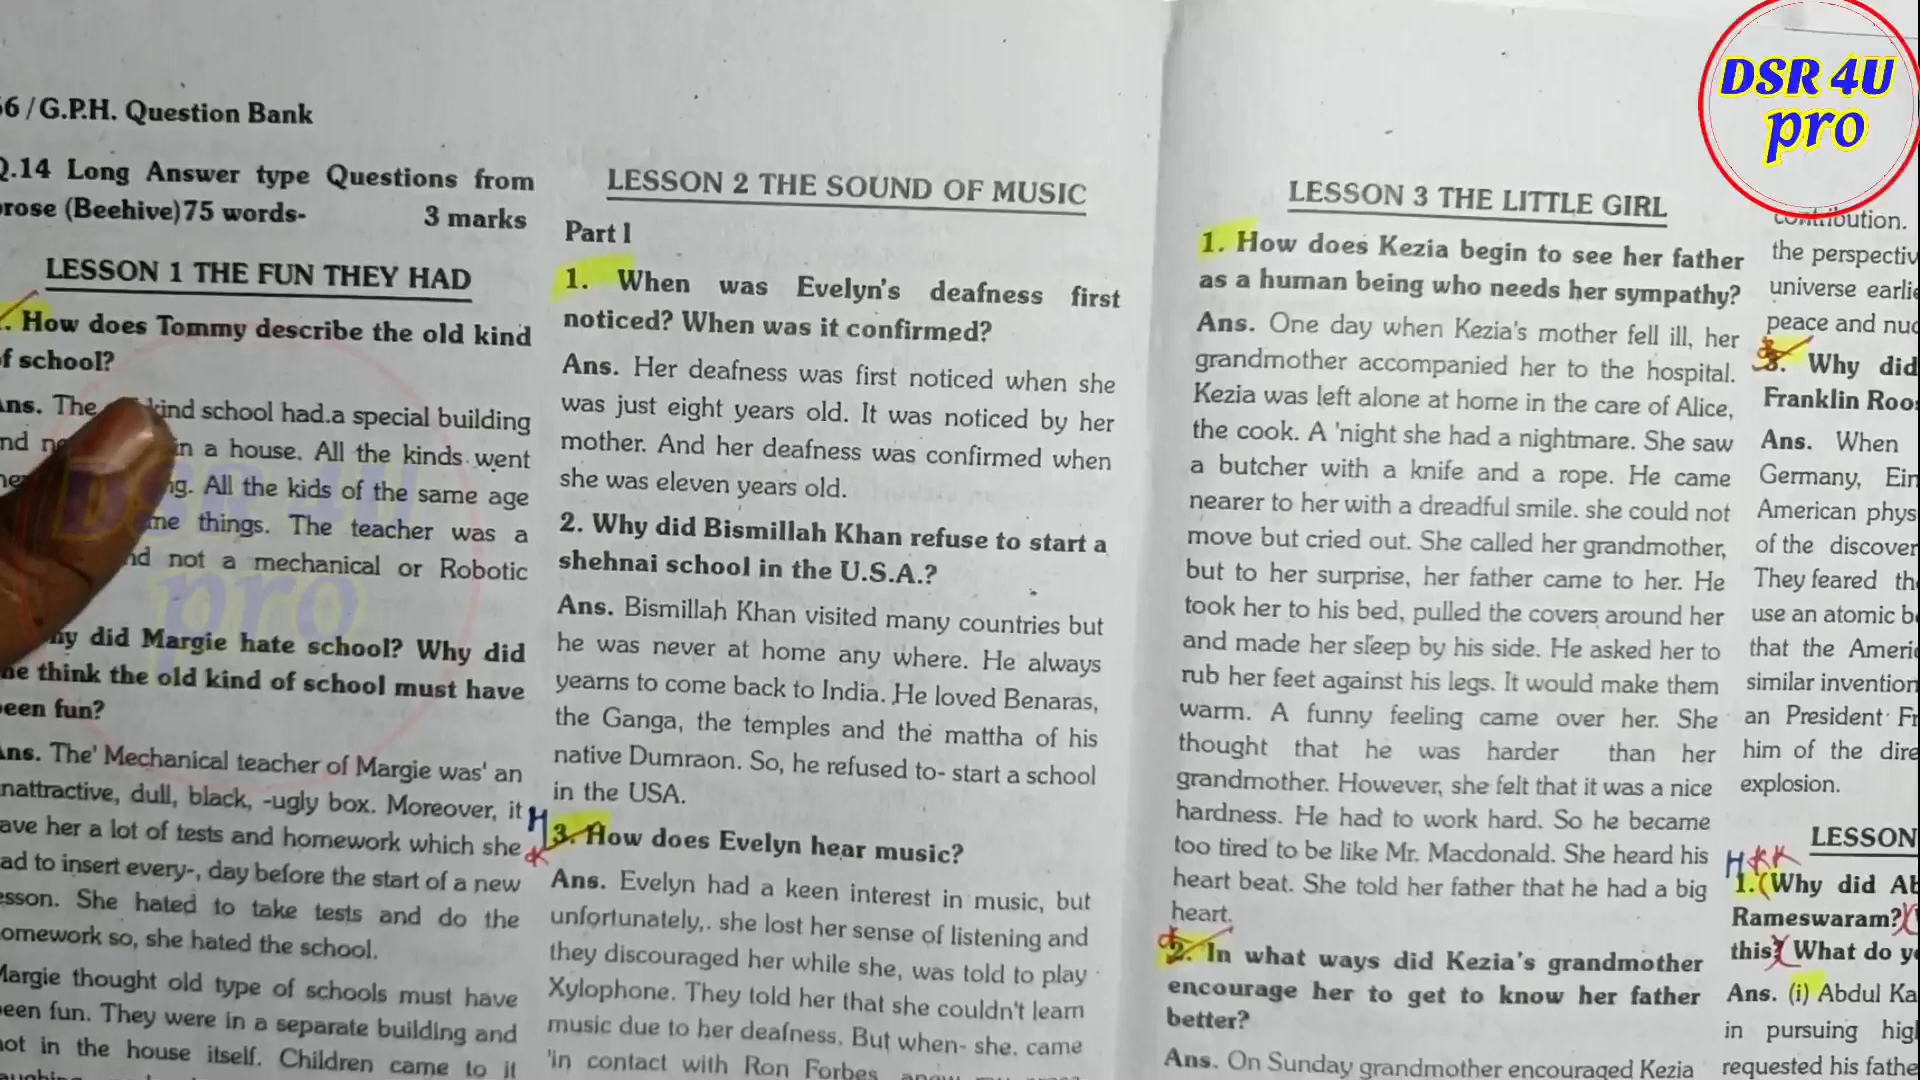 66 / G.P.H. Question Bank
Q.14 Long Answer type Questions from
prose (Beehive)75 words- 3 marks
LESSON 1 THE FUN THEY HAD
How does Tommy describe the old kind
of school?
Ans. The kind school had.a special building
in a house. All the kinds went
All the kids of the same age
things. The teacher was a
not a mechanical or Robotic
did Margie hate school? Why did
think the old kind of school must have
been fun?
Ans. The' Mechanical teacher of Margie was' an
unattractive, dull, black, -ugly box. Moreover, it
gave her a lot of tests and homework which she
had to insert every-, day before the start of a new
lesson. She hated to take tests and do the
homework so, she hated the school.
Margie thought old type of schools must have
been fun. They were in a separate building and
not in the house itself. Children came to it
LESSON 2 THE SOUND OF MUSIC
Part I
1. When was Evelyn's deafness first
noticed? When was it confirmed?
Ans. Her deafness was first noticed when she
was just eight years old. It was noticed by her
mother. And her deafness was confirmed when
she was eleven years old.
2. Why did Bismillah Khan refuse to start a
shehnai school in the U.S.A.?
Ans. Bismillah Khan visited many countries but
he was never at home any where. He always
yearns to come back to India. He loved Benaras,
the Ganga, the temples and the mattha of his
native Dumraon. So, he refused to- start a school
in the USA.
H
3. How does Evelyn hear music?
Ans. Evelyn had a keen interest in music, but
unfortunately,. she lost her sense of listening and
they discouraged her while she, was told to play
Xylophone. They told her that she couldn't learn
music due to her deafness. But when- she. came
'in contact with Ron Forbes
LESSON 3 THE LITTLE GIRL
1. How does Kezia begin to see her father
as a human being who needs her sympathy?
Ans. One day when Kezia's mother fell ill, her
grandmother accompanied her to the hospital.
Kezia was left alone at home in the care of Alice,
the cook. A 'night she had a nightmare. She saw
a butcher with a knife and a rope. He came
nearer to her with a dreadful smile. she could not
move but cried out. She called her grandmother,
but to her surprise, her father came to her. He
took her to his bed, pulled the covers around her
and made her sleep by his side. He asked her to
rub her feet against his legs. It would make them
warm. A funny feeling came over her. She
thought that he was harder than her
grandmother. However, she felt that it was a nice
hardness. He had to work hard. So he became
too tired to be like Mr. Macdonald. She heard his
heart beat. She told her father that he had a big
heart.
2. In what ways did Kezia's grandmother
encourage her to get to know her father
better?
Ans. On Sunday grandmother encouraged Kezia
contribution.
the perspectiv
universe earlie
peace and nuc
3. Why did
Franklin Roos
Ans. When
Germany, Ein
American phys
of the discover
They feared th
use an atomic b
that the Ameri
similar invention
an President Fr
him of the dire
explosion.
LESSON
H
1. Why did Ab
Rameswaram?
this? What do yo
Ans. (i) Abdul Ka
in pursuing hig
requested his fathe
DSR 4U
pro
DSR 4U
pro